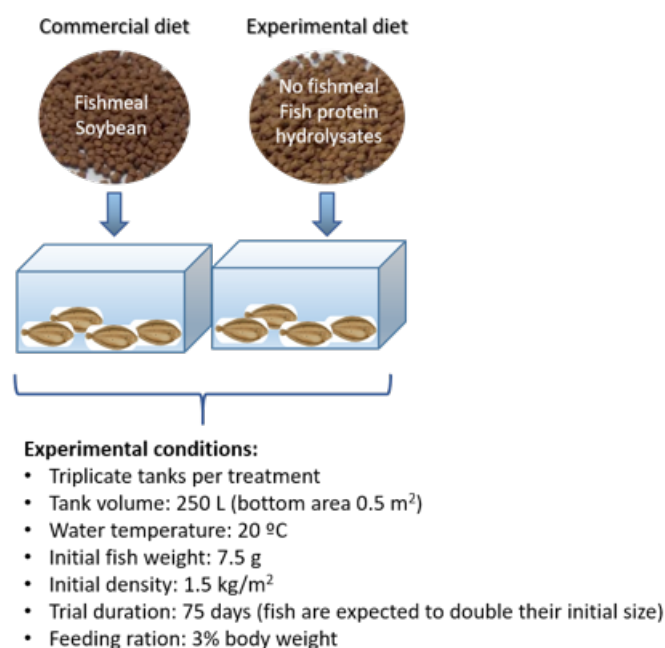 Commercial diet
Experimental diet
Fishmeal
Soybean
No fishmeal
Fish protein
hydrolysates
Experimental conditions:
• Triplicate tanks per treatment
• Tank volume: 250 L (bottom area 0.5 m²)
• Water temperature: 20 ºC
• Initial fish weight: 7.5 g
• Initial density: 1.5 kg/m²
• Trial duration: 75 days (fish are expected to double their initial size)
• Feeding ration: 3% body weight